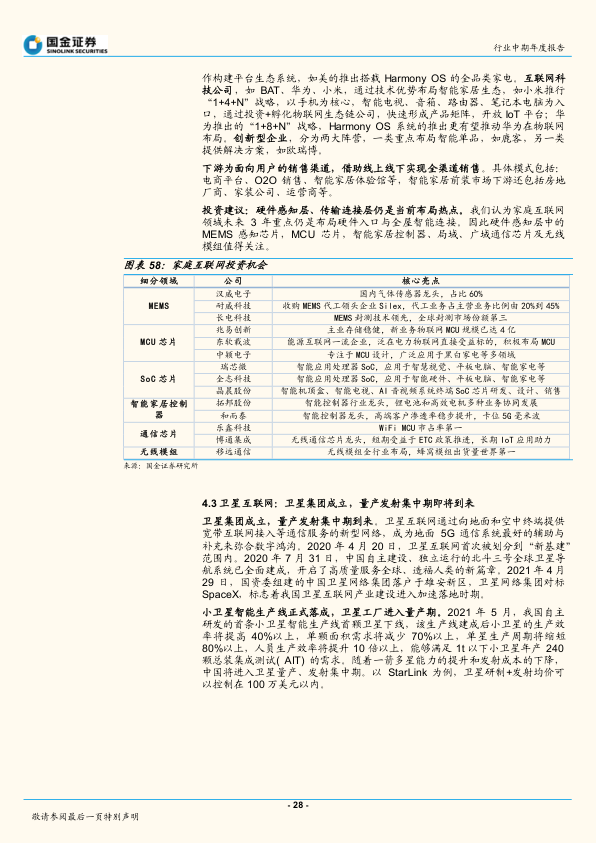 国金证券
SINOLINK SECURITIES
行业中期年度报告
作构建平台生态系统，如美的推出搭载 Harmony OS 的全品类家电。互联网科
技公司，如 BAT、华为、小米，通过技术优势布局智能家居生态，如小米推行
“1+4+N”战略，以手机为核心，智能电视、音箱、路由器、笔记本电脑为入
口，通过投资+孵化物联网生态链公司，快速形成产品矩阵，开放 IoT 平台；华
为推出的“1+8+N”战略，Harmony OS 系统的推出更有望推动华为在物联网
布局。创新型企业，分为两大阵营，一类重点布局智能单品，如鹿客，另一类
提供解决方案，如欧瑞博。
下游为面向用户的销售渠道，借助线上线下实现全渠道销售。具体模式包括：
电商平台、O2O 销售、智能家居体验馆等，智能家居前装市场下游还包括房地
厂商、家装公司、运营商等。
投资建议：硬件感知层、传输连接层仍是当前布局热点，我们认为家庭互联网
领域未来 3 年重点仍是布局硬件入口与全屋智能连接。因此硬件感知层中的
MEMS 感知芯片，MCU 芯片，智能家居控制器、局域、广域通信芯片及无线
模组值得关注。
图表 58：家庭互联网投资机会
细分领域 公司 核心亮点
MEMS 汉威电子 国内气体传感器龙头，占比 60%
耐威科技 收购 MEMS 代工领头企业 Silex，代工业务占主营业务比例由 20%到 45%
长电科技 MEMS 封测技术领先，全球封测市场份额第三
MCU 芯片 兆易创新 主业存储稳健，新业务物联网 MCU 规模已达 4 亿
东软载波 能源互联网一流企业，泛在电力物联网直接受益标的，积极布局 MCU
中颖电子 专注于 MCU 设计，广泛应用于黑白家电等多领域
SoC 芯片 瑞芯微 智能应用处理器 SoC，应用于智慧视觉、平板电脑、智能家电等
全志科技 智能应用处理器 SoC，应用于智能硬件、平板电脑、智能家电等
晶晨股份 智能机顶盒、智能电视、AI 音视频系统终端 SoC 芯片研发、设计、销售
智能家居控制器 拓邦股份 智能控制器行业龙头，锂电池和高效电机多种业务协同发展
和而泰 智能控制器龙头，高端客户渗透率稳步提升，卡位 5G 毫米波
通信芯片 乐鑫科技 WiFi MCU 市占率第一
博通集成 无线通信芯片龙头，短期受益于 ETC 政策推进，长期 IoT 应用助力
无线模组 移远通信 无线模组全行业布局，蜂窝模组出货量世界第一
来源：国金证券研究所
4.3 卫星互联网：卫星集团成立，量产发射集中期即将到来
卫星集团成立，量产发射集中期到来。卫星互联网通过向地面和空中终端提供
宽带互联网接入等通信服务的新型网络，成为地面 5G 通信系统最好的辅助与
补充来弥合数字鸿沟。2020 年 4 月 20 日，卫星互联网首次被划分到“新基建”
范围内。2020 年 7 月 31 日，中国自主建设、独立运行的北斗三号全球卫星导
航系统已全面建成，开启了高质量服务全球、造福人类的新篇章。2021 年 4 月
29 日，国资委组建的中国卫星网络集团落户于雄安新区，卫星网络集团对标
SpaceX，标志着我国卫星互联网产业建设进入加速落地时期。
小卫星智能生产线正式落成，卫星工厂进入量产期。2021 年 5 月，我国自主
研发的首条小卫星智能生产线首颗卫星下线，该生产线建成后小卫星的生产效
率将提高 40%以上，单颗面积需求将减少 70%以上，单星生产周期将缩短
80%以上，人员生产效率将提升 10 倍以上，能够满足 1t 以下小卫星年产 240
颗总装集成测试( AIT) 的需求。随着一箭多星能力的提升和发射成本的下降，
中国将进入卫星量产、发射集中期。以 StarLink 为例，卫星研制+发射均价可
以控制在 100 万美元以内。
- 28 -
敬请参阅最后一页特别声明